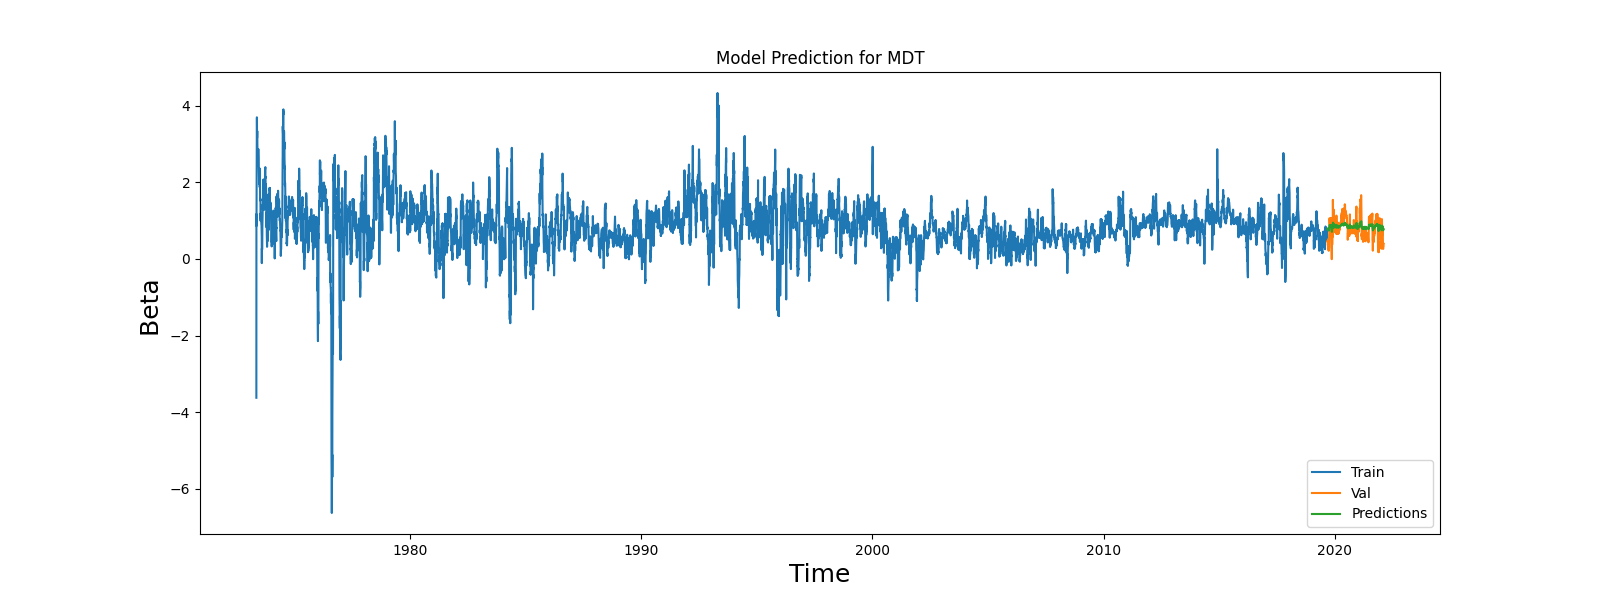 Model Prediction for MDT
Beta
4
2
0
−2
−4
−6
1980
1990
2000
2010
2020
Time
Train
Val
Predictions